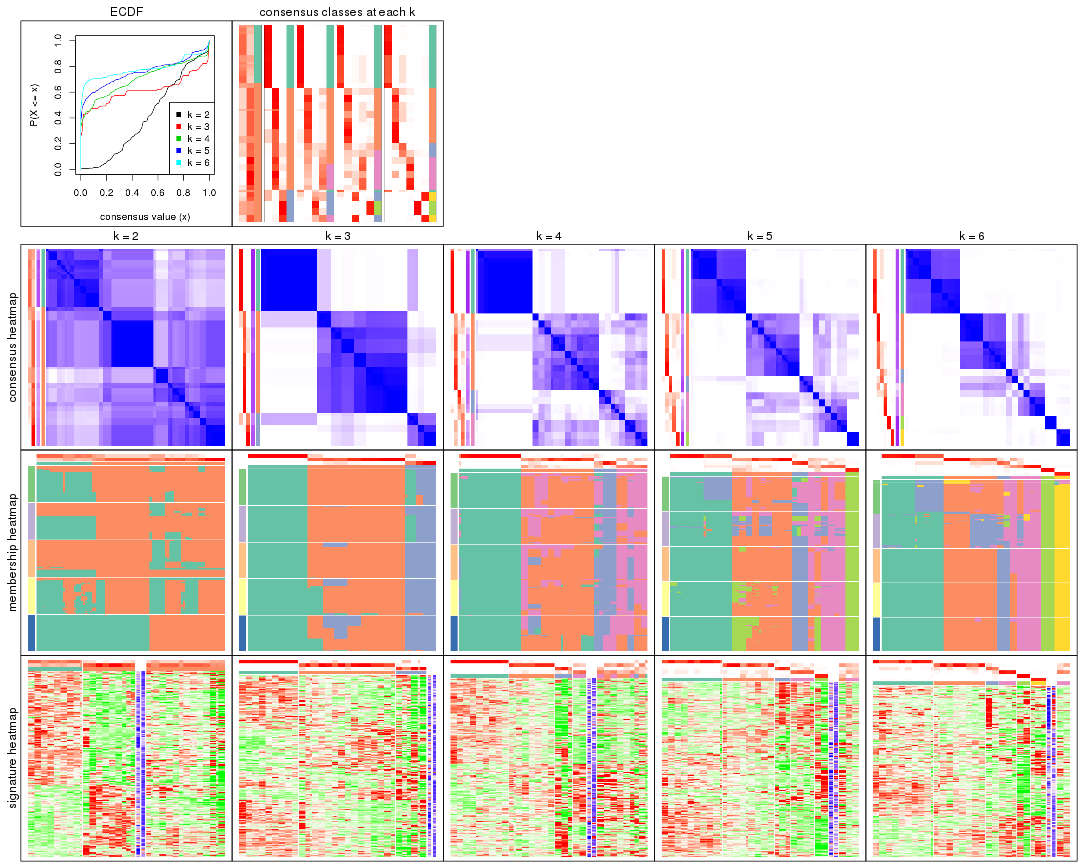 ECDF
consensus classes at each k
P(X <= x)
0.0 0.2 0.4 0.6 0.8 1.0
k = 2
k = 3
k = 4
k = 5
k = 6
0.0 0.2 0.4 0.6 0.8 1.0
consensus value (x)
k = 2
k = 3
k = 4
k = 5
k = 6
consensus heatmap
membership heatmap
signature heatmap